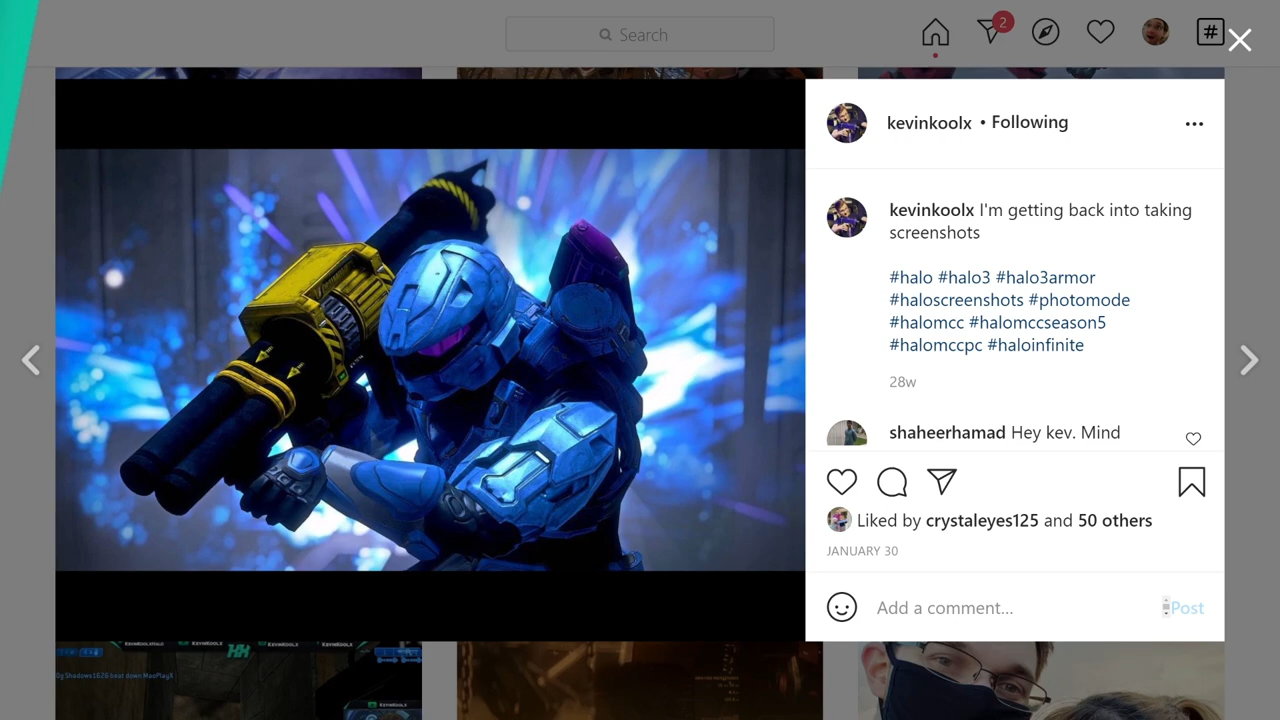 Search
2
#
kevinkoolx • Following
kevinkoolx I'm getting back into taking
screenshots
#halo #halo3 #halo3armor
#haloscreenshots #photomode
#halomcc #halomccseason5
#halomccpc #haloinfinite
28w
shaheerhamad Hey kev. Mind
Liked by crystaleyes125 and 50 others
JANUARY 30
Add a comment...
Post